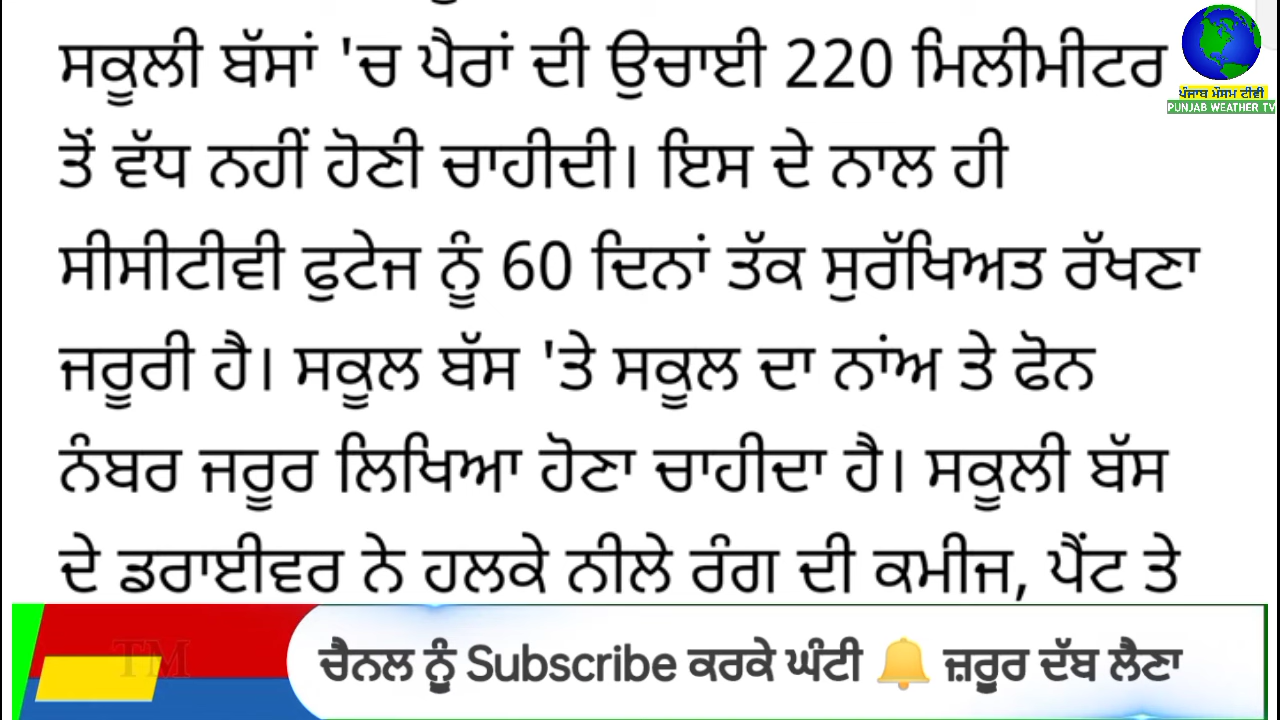 ਸਕੂਲੀ ਬੱਸਾਂ 'ਚ ਪੈਰਾਂ ਦੀ ਉਚਾਈ 220 ਮਿਲੀਮੀਟਰ
ਪੰਜਾਬ ਮੌਸਮ ਟੀਵੀ
PUNJAB WEATHER TV
ਤੋਂ ਵੱਧ ਨਹੀਂ ਹੋਣੀ ਚਾਹੀਦੀ। ਇਸ ਦੇ ਨਾਲ ਹੀ
ਸੀਸੀਟੀਵੀ ਫੁਟੇਜ ਨੂੰ 60 ਦਿਨਾਂ ਤੱਕ ਸੁਰੱਖਿਅਤ ਰੱਖਣਾ
ਜਰੂਰੀ ਹੈ। ਸਕੂਲ ਬੱਸ 'ਤੇ ਸਕੂਲ ਦਾ ਨਾਂਅ ਤੇ ਫੋਨ
ਨੰਬਰ ਜਰੂਰ ਲਿਖਿਆ ਹੋਣਾ ਚਾਹੀਦਾ ਹੈ। ਸਕੂਲੀ ਬੱਸ
ਦੇ ਡਰਾਈਵਰ ਨੇ ਹਲਕੇ ਨੀਲੇ ਰੰਗ ਦੀ ਕਮੀਜ, ਪੈਂਟ ਤੇ
TM
ਚੈਨਲ ਨੂੰ Subscribe ਕਰਕੇ ਘੰਟੀ 🔔 ਜ਼ਰੂਰ ਦੱਬ ਲੈਣਾ